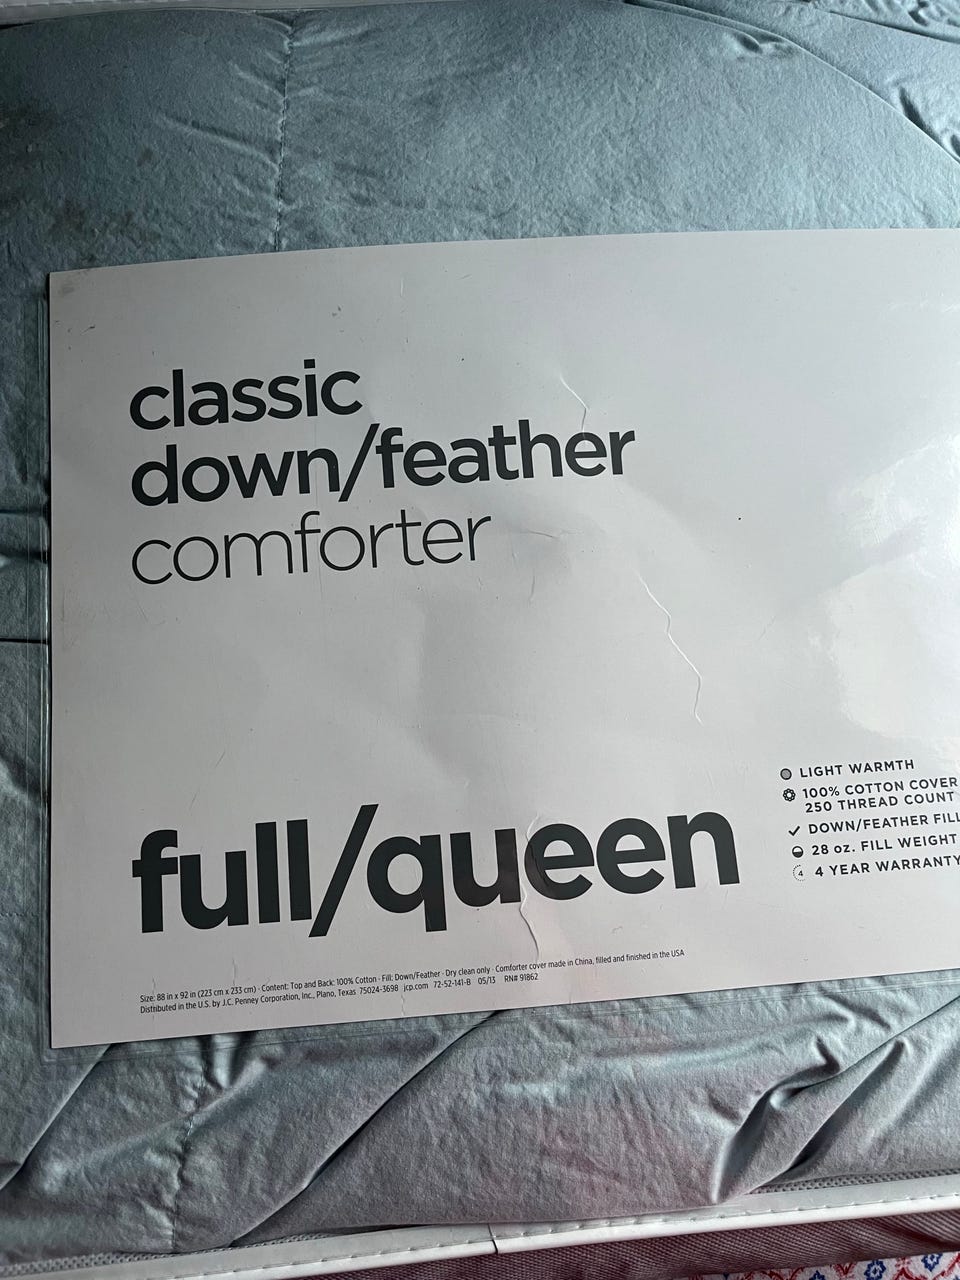 classic
down/feather
comforter
full/queen
LIGHT WARMTH
100% COTTON COVER
250 THREAD COUNT
DOWN/FEATHER FILL
28 oz. FILL WEIGHT
4 4 YEAR WARRANTY
Size: 88 in x 92 in (223 cm x 233 cm) · Content: Top and Back: 100% Cotton · Fill: Down/Feather · Dry clean only · Comforter cover made in China, filled and finished in the USA
Distributed in the U.S. by J.C. Penney Corporation, Inc., Plano, Texas 75024-3698 jcp.com 72-52-141-B 05/13 RN# 91862